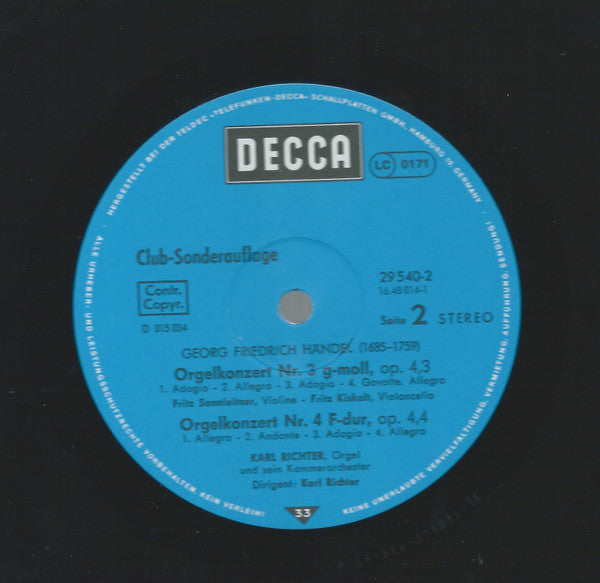 HERGESTELLT BEI DER TELDEC »TELEFUNKEN-DECCA« SCHALLPLATTEN GMBH, HAMBURG 19, GERMANY ·
DECCA
LC 0171
Club-Sonderauflage
Contr.
Copyr.
29 540-2
16.48 014-1
D 015 034
Seite 2 STEREO
GEORG FRIEDRICH HÄNDEL (1685-1759)
Orgelkonzert Nr. 3 g-moll, op. 4,3
1. Adagio - 2. Allegro - 3. Adagio - 4. Gavotte, Allegro
Fritz Sonnleitner, Violine - Fritz Kiskalt, Violoncello
Orgelkonzert Nr. 4 F-dur, op. 4,4
1. Allegro - 2. Andante - 3. Adagio - 4. Allegro
KARL RICHTER, Orgel
und sein Kammerorchester
Dirigent: Karl Richter
33
ALLE URHEBER- UND LEISTUNGSSCHUTZRECHTE VORBEHALTEN. KEIN VERLEIH!
KEINE UNERLAUBTE VERVIELFÄLTIGUNG, VERMIETUNG, AUFFÜHRUNG, SENDUNG!